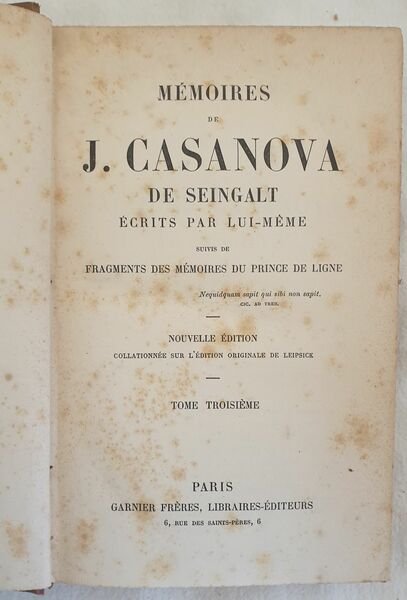 MÉMOIRES
DE
J. CASANOVA
DE SEINGALT
ÉCRITS PAR LUI-MÊME
SUIVIS DE
FRAGMENTS DES MÉMOIRES DU PRINCE DE LIGNE
Nequidquam sapit qui sibi non sapit.
CIC. AD TREB.
NOUVELLE ÉDITION
COLLATIONNÉE SUR L'ÉDITION ORIGINALE DE LEIPSICK
TOME TROISIÈME
PARIS
GARNIER FRÈRES, LIBRAIRES-ÉDITEURS
6, RUE DES SAINTS-PÈRES, 6